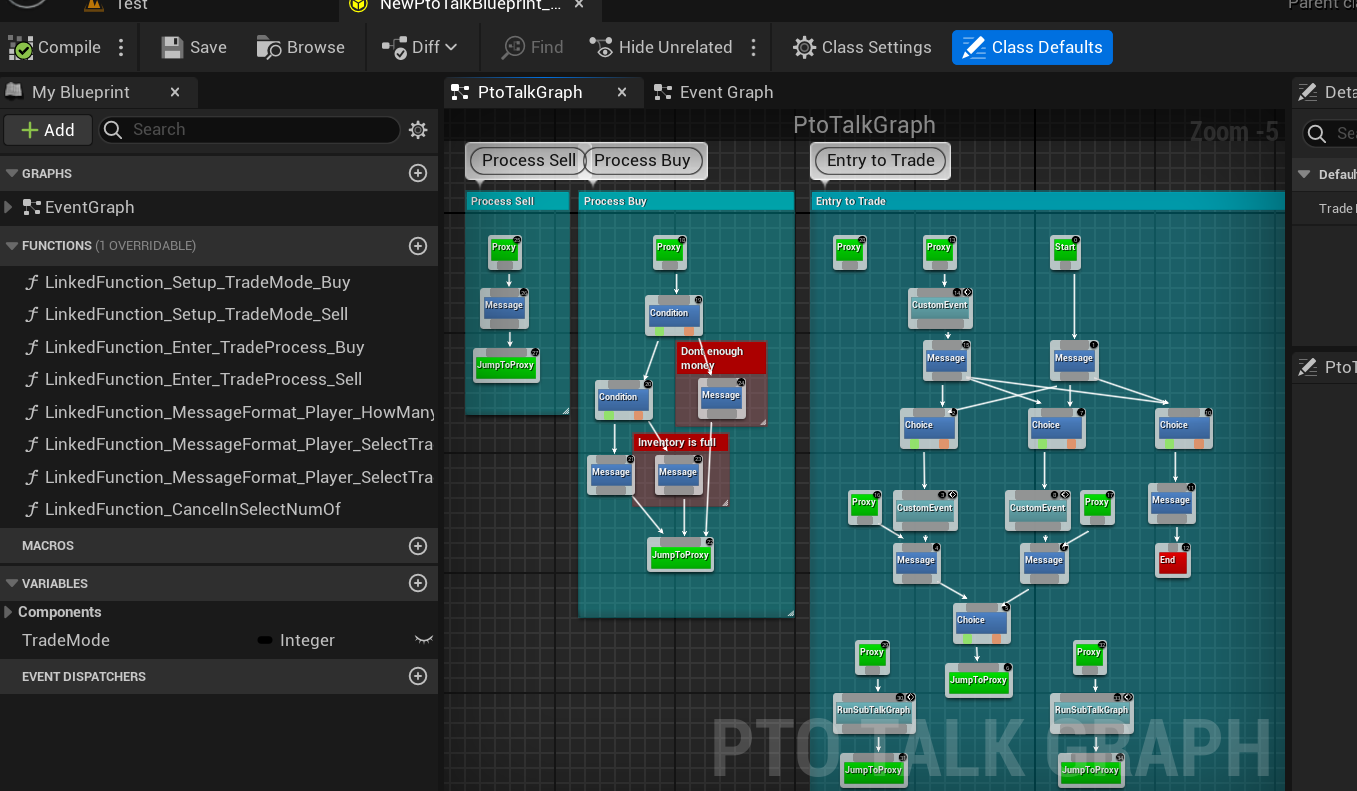 Test
NewPtoTalkBlueprint_...
Parent cl
Compile
Save
Browse
Diff
Find
Hide Unrelated
Class Settings
Class Defaults
My Blueprint
PtoTalkGraph
Event Graph
Deta
Add
Search
PtoTalkGraph
Zoom -5
Sea
GRAPHS
EventGraph
FUNCTIONS (1 OVERRIDABLE)
LinkedFunction_Setup_TradeMode_Buy
LinkedFunction_Setup_TradeMode_Sell
LinkedFunction_Enter_TradeProcess_Buy
LinkedFunction_Enter_TradeProcess_Sell
LinkedFunction_MessageFormat_Player_HowMany
LinkedFunction_MessageFormat_Player_SelectTra
LinkedFunction_MessageFormat_Player_SelectTra
LinkedFunction_CancelInSelectNumOf
MACROS
VARIABLES
Components
TradeMode
Integer
EVENT DISPATCHERS
Process Sell
Process Buy
Entry to Trade
Process Sell
Process Buy
Entry to Trade
Proxy
Message
JumpToProxy
Proxy
Condition
Dont enough
money
Message
Condition
Inventory is full
Message
Message
JumpToProxy
Proxy
Proxy
Start
CustomEvent
Message
Message
Choice
Choice
Choice
Proxy
CustomEvent
CustomEvent
Proxy
Message
Message
Message
End
Choice
Proxy
JumpToProxy
Proxy
RunSubTalkGraph
RunSubTalkGraph
JumpToProxy
JumpToProxy
PTO TALK GRAPH
Defaul
Trade
PtoT